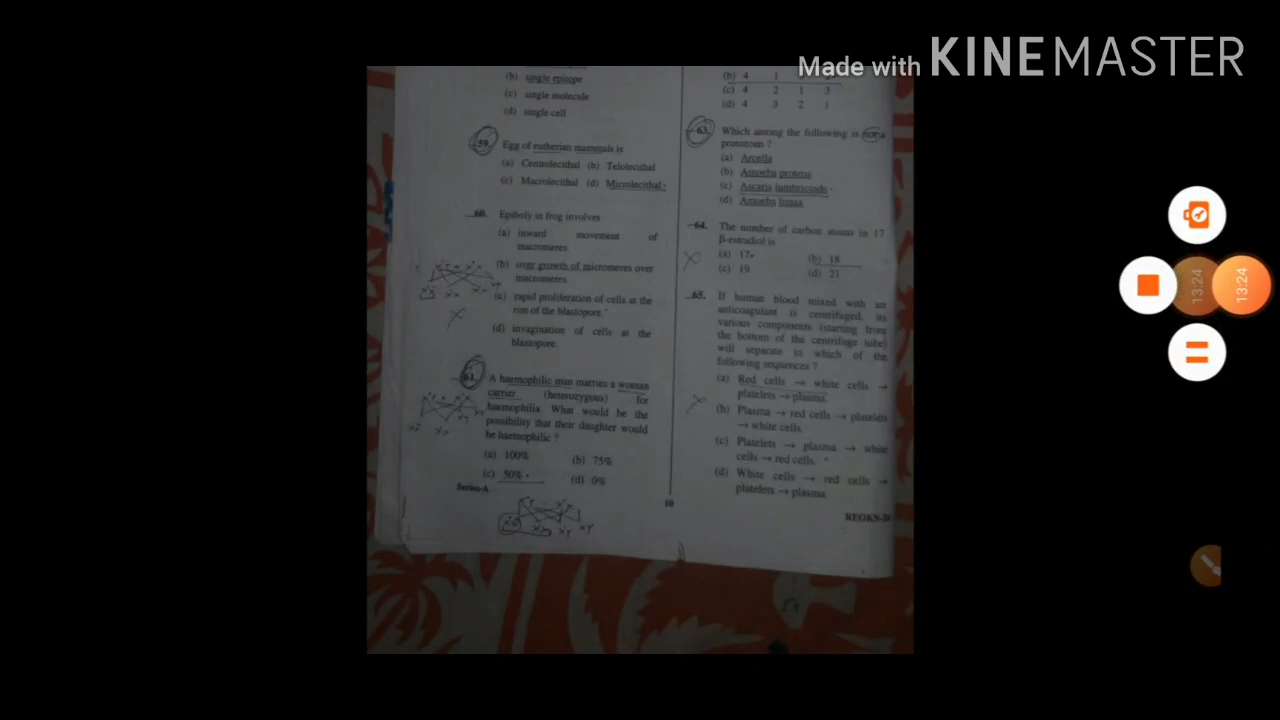 Made with KINEMASTER
(b) single epitope
(c) single molecule
(d) single cell
59. Egg of eutherian mammals is
(a) Centrolecithal (b) Telolecithal
(c) Macrolecithal (d) Microlecithal
60. Epiboly in frog involves
(a) inward movement of
macromeres.
(b) over growth of micromeres over
macromeres.
(c) rapid proliferation of cells at the
rim of the blastopore.
(d) invagination of cells at the
blastopore.
61. A haemophilic man marries a woman
carrier (heterozygous) for
haemophilia. What would be the
possibility that their daughter would
be haemophilic ?
(a) 100% (b) 75%
(c) 50% (d) 0%
Series-A
10
(b) 4 1
(c) 4 2 1 3
(d) 4 3 2 1
63. Which among the following is not a
protozoan ?
(a) Arcella
(b) Amoeba proteus
(c) Ascaris lumbricoids
(d) Amoeba limax
64. The number of carbon atoms in 17
β-estradiol is
(a) 17 (b) 18
(c) 19 (d) 21
65. If human blood mixed with an
anticoagulant is centrifuged, its
various components (starting from
the bottom of the centrifuge tube)
will separate in which of the
following sequences ?
(a) Red cells → white cells →
platelets → plasma.
(b) Plasma → red cells → platelets
→ white cells.
(c) Platelets → plasma → white
cells → red cells.
(d) White cells → red cells →
platelets → plasma.
REOKN-20
13:24
13:24